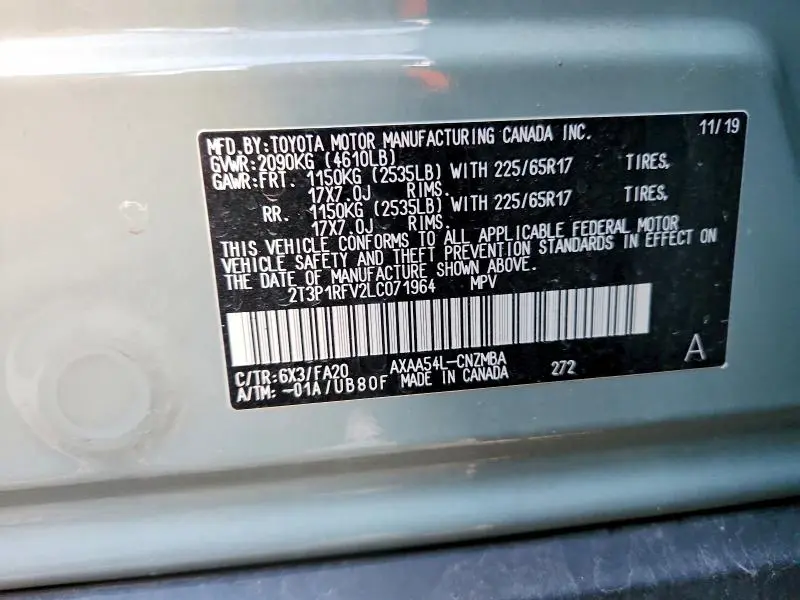 MFD.BY:TOYOTA MOTOR MANUFACTURING CANADA INC. 11/19
GVWR:2090KG (4610LB)
GAWR:FRT. 1150KG (2535LB) WITH 225/65R17 TIRES,
17X7.0J RIMS.
RR. 1150KG (2535LB) WITH 225/65R17 TIRES,
17X7.0J RIMS.
THIS VEHICLE CONFORMS TO ALL APPLICABLE FEDERAL MOTOR
VEHICLE SAFETY AND THEFT PREVENTION STANDARDS IN EFFECT ON
THE DATE OF MANUFACTURE SHOWN ABOVE.
2T3P1RFV2LC071964 MPV
C/TR:6X3/FA20 AXAA54L-CNZMBA 272 A
A/TM:-01A/UB80F MADE IN CANADA